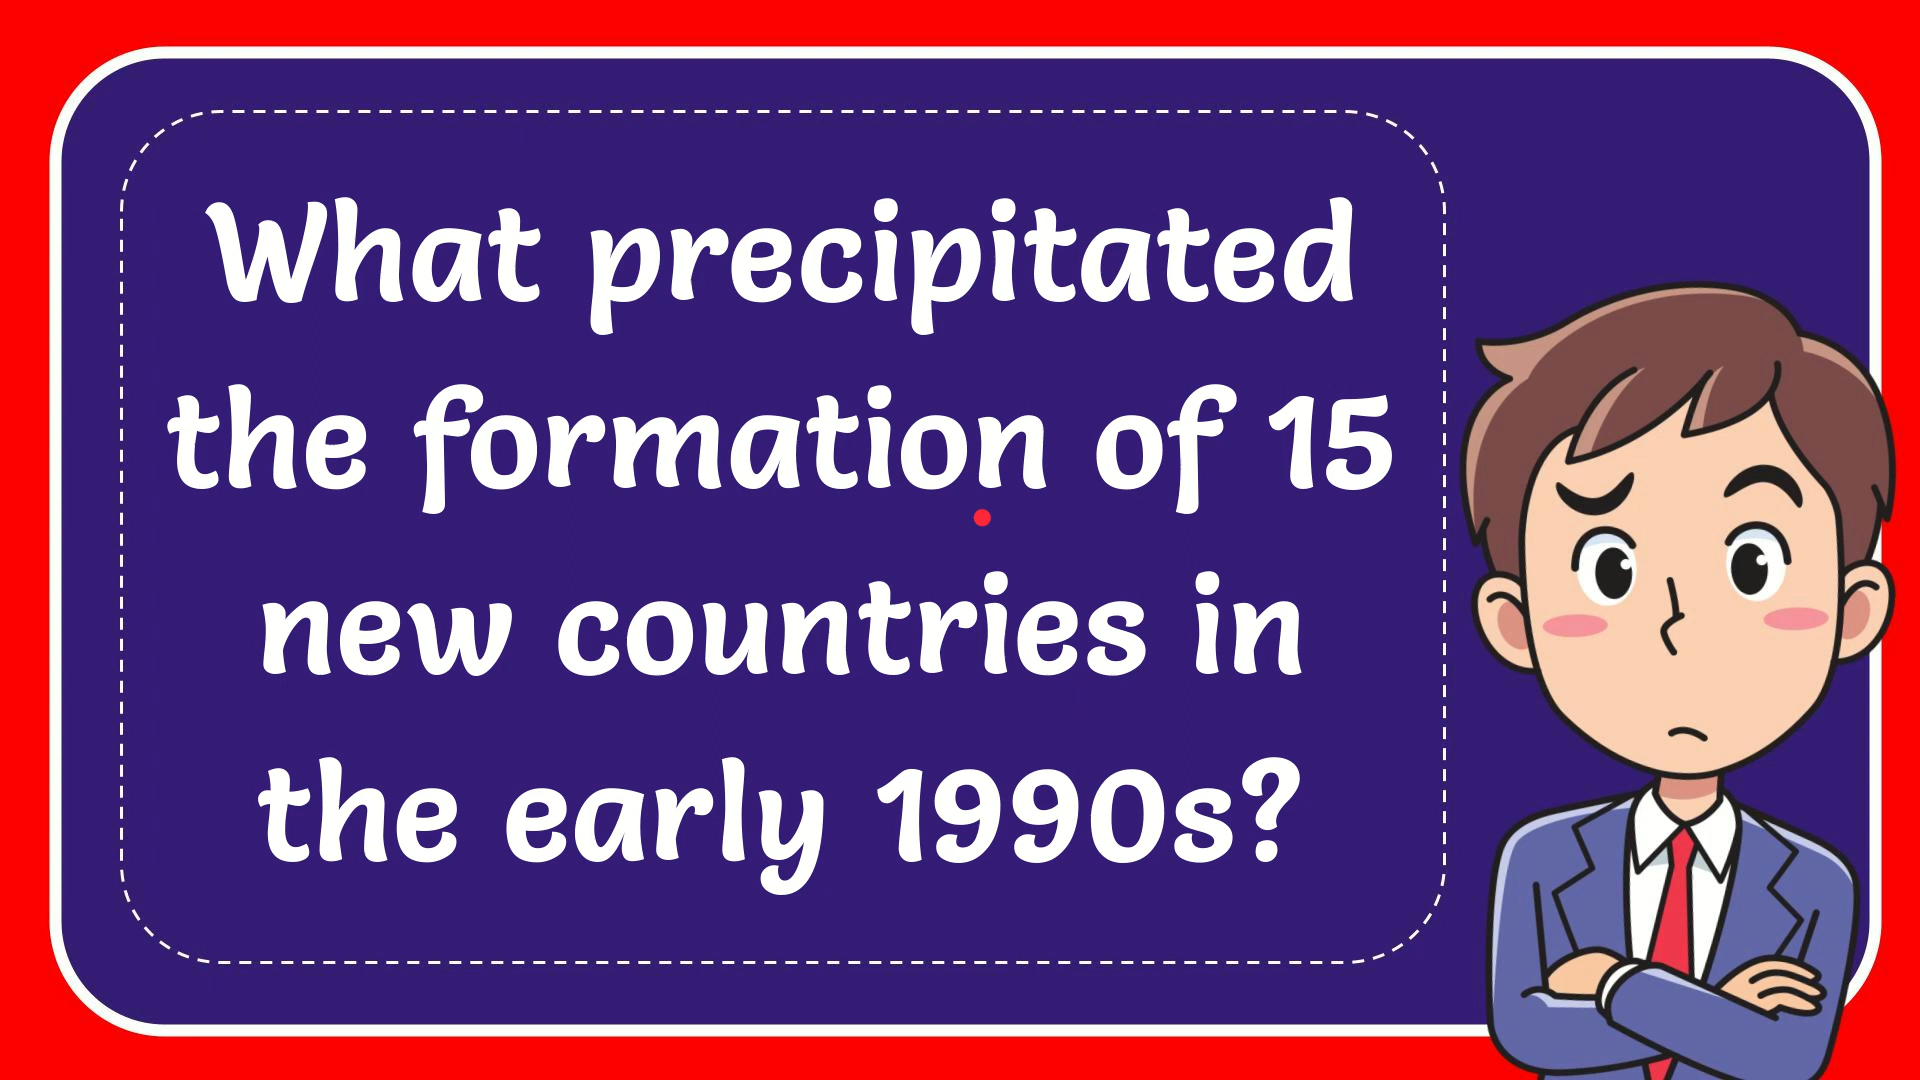 What precipitated
the formation of 15
new countries in
the early 1990s?